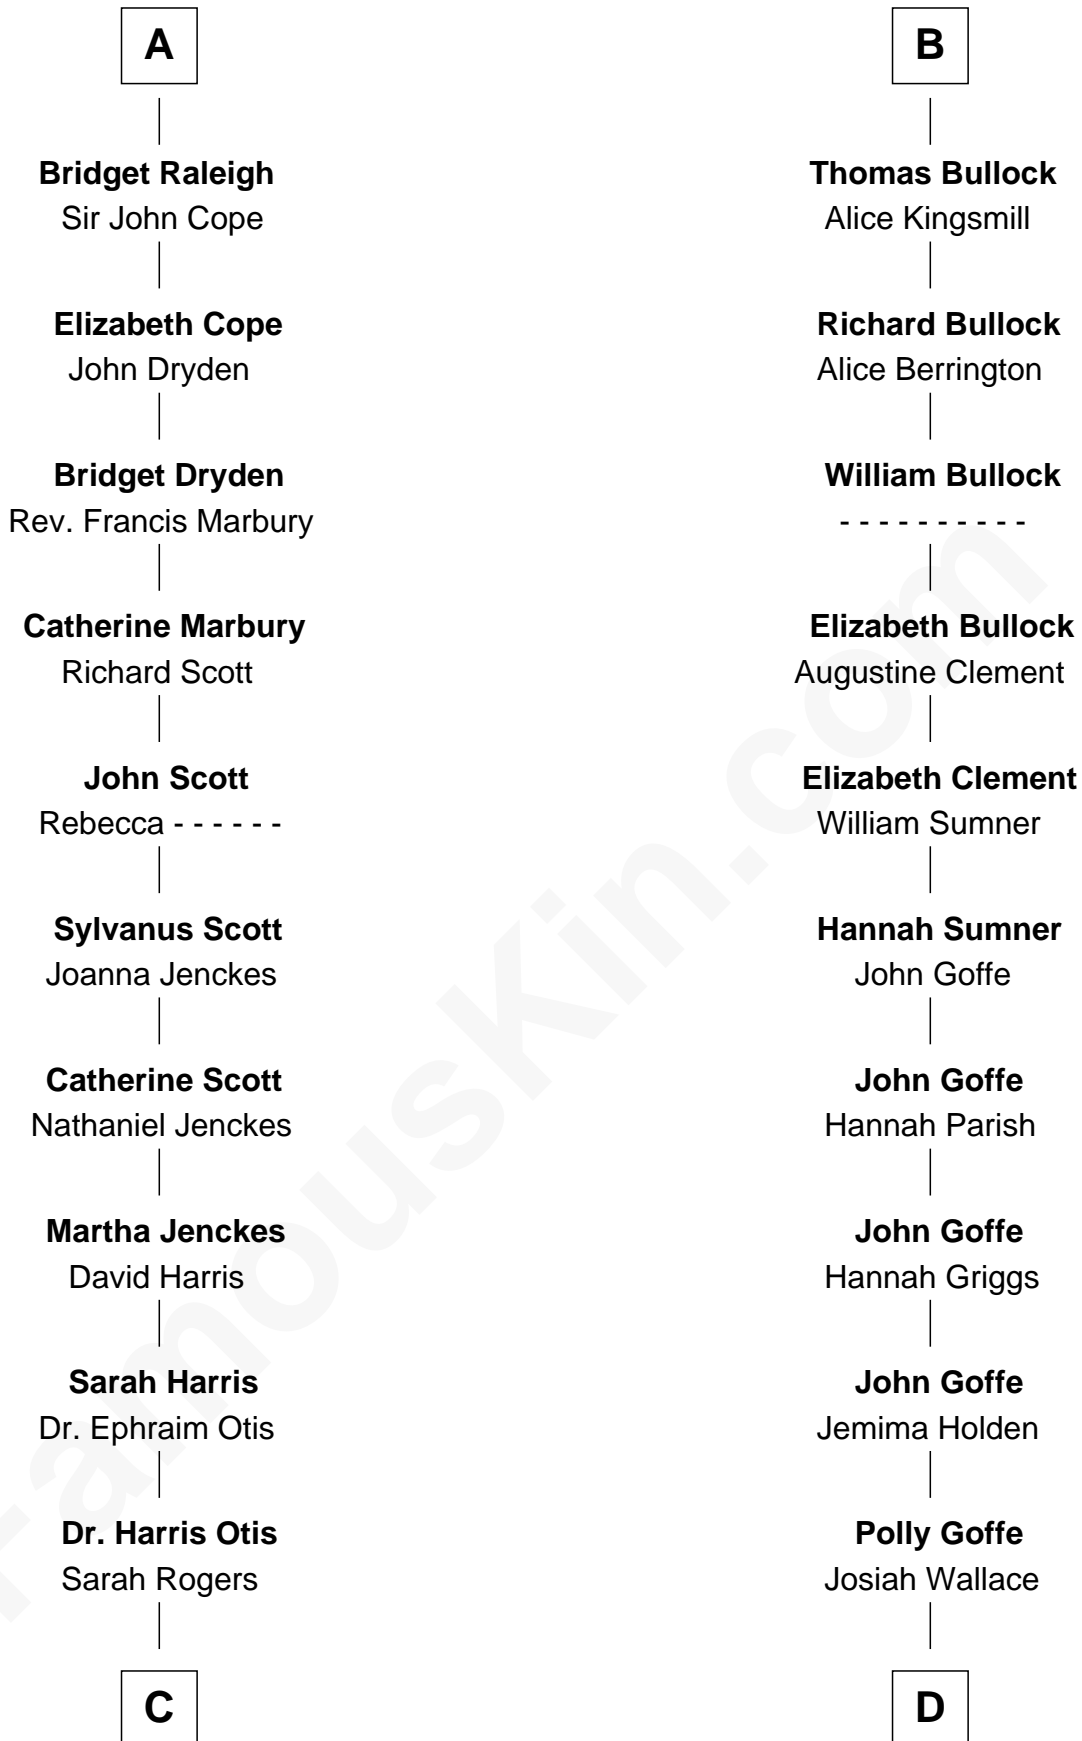 A
Bridget Raleigh
Sir John Cope
Elizabeth Cope
John Dryden
Bridget Dryden
Rev. Francis Marbury
Catherine Marbury
Richard Scott
John Scott
Rebecca - - - - - -
Sylvanus Scott
Joanna Jenckes
Catherine Scott
Nathaniel Jenckes
Martha Jenckes
David Harris
Sarah Harris
Dr. Ephraim Otis
Dr. Harris Otis
Sarah Rogers
C
B
Thomas Bullock
Alice Kingsmill
Richard Bullock
Alice Berrington
William Bullock
- - - - - - - - - -
Elizabeth Bullock
Augustine Clement
Elizabeth Clement
William Sumner
Hannah Sumner
John Goffe
John Goffe
Hannah Parish
John Goffe
Hannah Griggs
John Goffe
Jemima Holden
Polly Goffe
Josiah Wallace
D
FamousKin.com